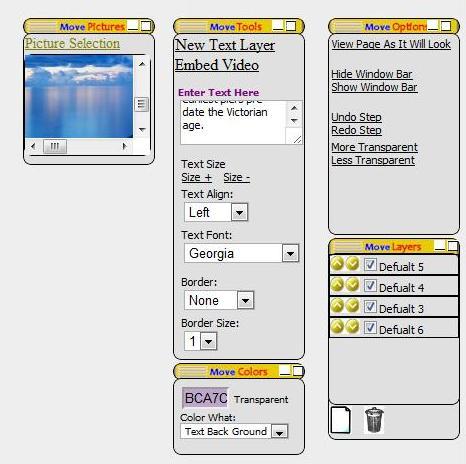 Move Pictures
Picture Selection
Move Tools
New Text Layer
Embed Video
Enter Text Here
date the Victorian
age.
Text Size
Size + Size -
Text Align:
Left
Text Font:
Georgia
Border:
None
Border Size:
1
Move Colors
BCA7C
Transparent
Color What:
Text Back Ground
Move Options
View Page As It Will Look
Hide Window Bar
Show Window Bar
Undo Step
Redo Step
More Transparent
Less Transparent
Move Layers
Defualt 5
Defualt 4
Defualt 3
Defualt 6